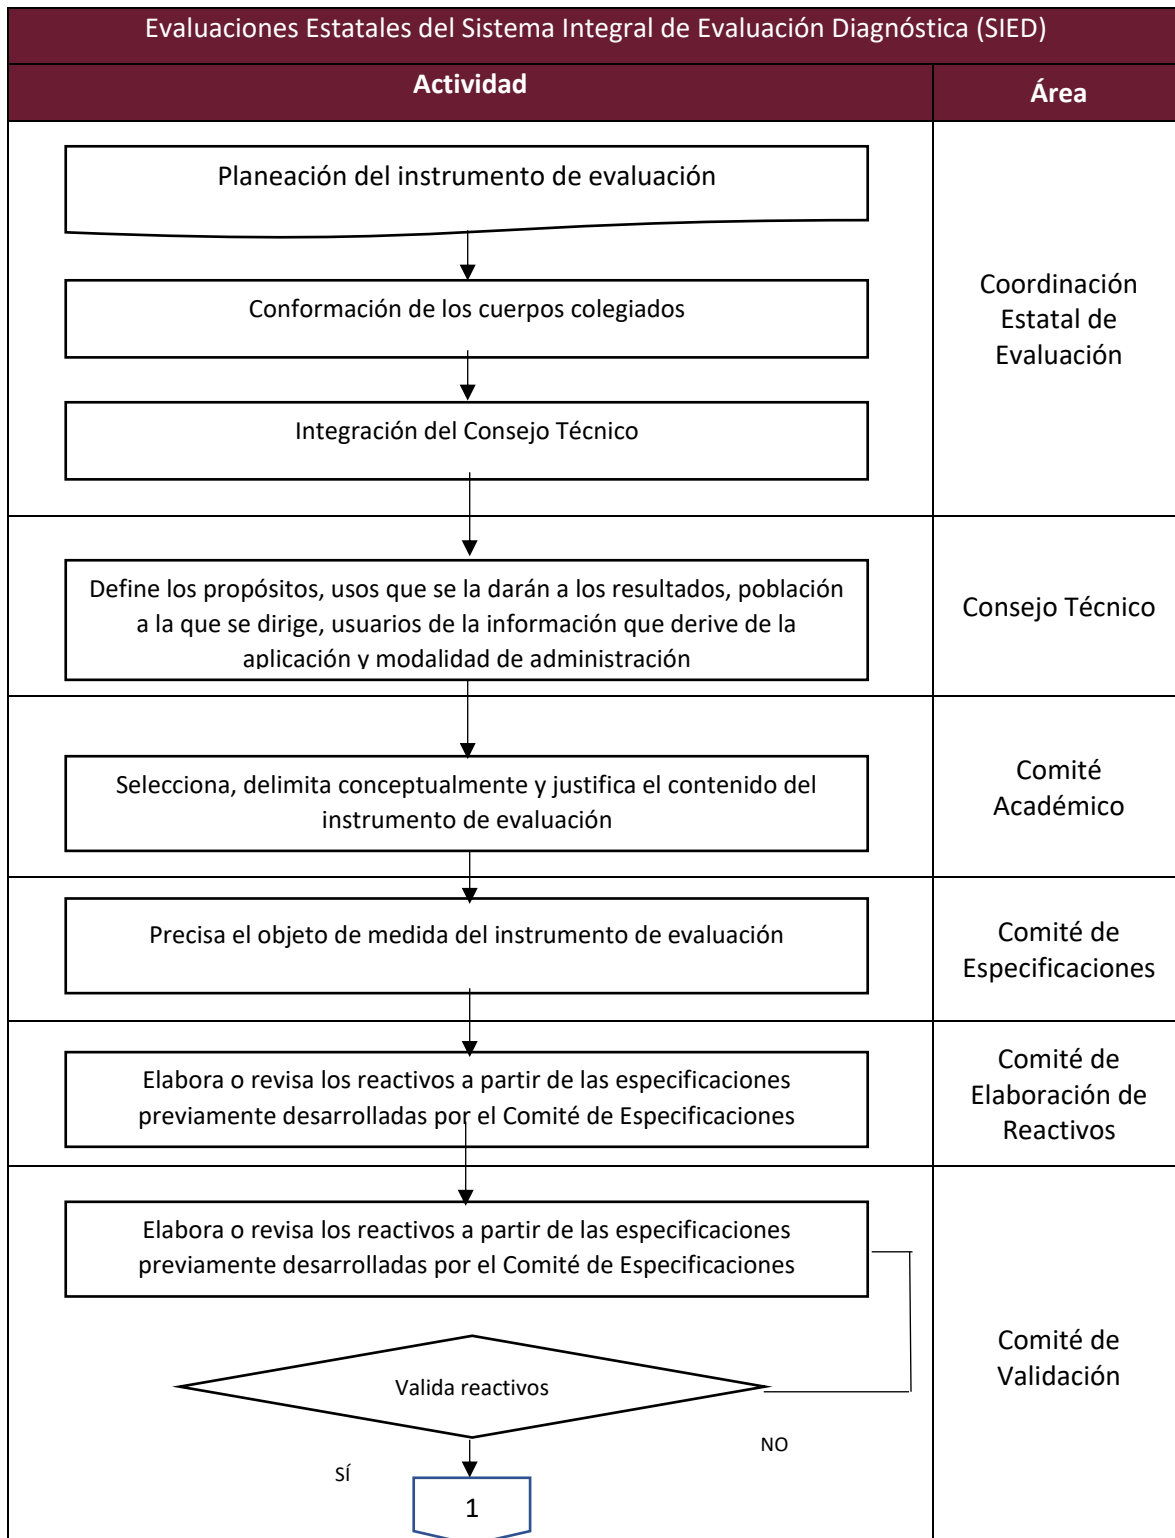 Evaluaciones Estatales del Sistema Integral de Evaluación Diagnóstica (SIED)
Actividad
Área
Planeación del instrumento de evaluación
Conformación de los cuerpos colegiados
Integración del Consejo Técnico
Coordinación
Estatal de
Evaluación
Define los propósitos, usos que se la darán a los resultados, población
a la que se dirige, usuarios de la información que derive de la
aplicación y modalidad de administración
Consejo Técnico
Selecciona, delimita conceptualmente y justifica el contenido del
instrumento de evaluación
Comité
Académico
Precisa el objeto de medida del instrumento de evaluación
Comité de
Especificaciones
Elabora o revisa los reactivos a partir de las especificaciones
previamente desarrolladas por el Comité de Especificaciones
Comité de
Elaboración de
Reactivos
Elabora o revisa los reactivos a partir de las especificaciones
previamente desarrolladas por el Comité de Especificaciones
Valida reactivos
NO
SÍ
1
Comité de
Validación